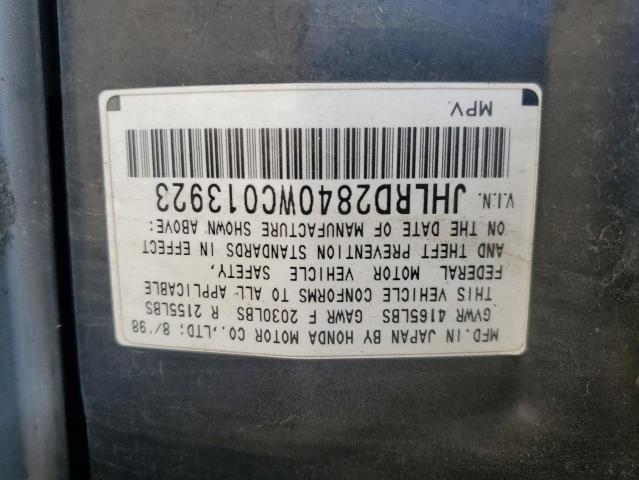 MFD.IN JAPAN BY HONDA MOTOR CO.,LTD; 8/'98
GVWR 4165LBS GAWR F 2030LBS R 2155LBS
THIS VEHICLE CONFORMS TO ALL APPLICABLE
FEDERAL MOTOR VEHICLE SAFETY,
AND THEFT PREVENTION STANDARDS IN EFFECT
ON THE DATE OF MANUFACTURE SHOWN ABOVE:
V.I.N. JHLRD2840WC013923
MPV